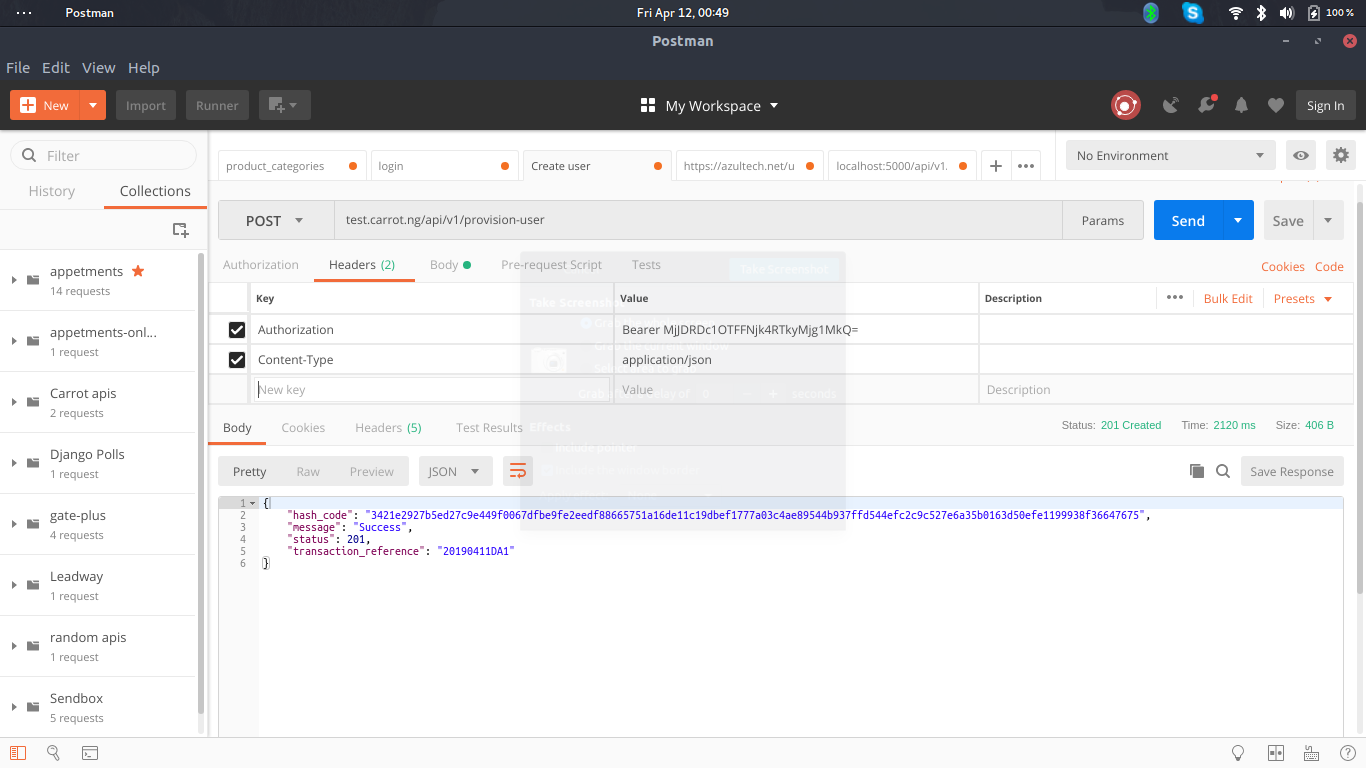 Postman
Fri Apr 12, 00:49
100 %
Postman
File Edit View Help
New
Import
Runner
My Workspace
Sign In
Filter
History
Collections
appetments
14 requests
appetments-onl...
1 request
Carrot apis
2 requests
Django Polls
1 request
gate-plus
4 requests
Leadway
1 request
random apis
1 request
Sendbox
5 requests
product_categories
login
Create user
https://azultech.net/u
localhost:5000/api/v1.
No Environment
POST
test.carrot.ng/api/v1/provision-user
Params
Send
Save
Authorization
Headers (2)
Body
Pre-request Script
Tests
Cookies
Code
Take Screenshot
Key
Value
Description
Bulk Edit
Presets
Take Screenshot
Authorization
Bearer MjJDRDc1OTFFNjk4RTkyMjg1MkQ=
Content-Type
application/json
New key
Value
Description
seconds
Body
Cookies
Headers (5)
Test Results
Effects
Include pointer
Status: 201 Created
Time: 2120 ms
Size: 406 B
Pretty
Raw
Preview
JSON
Save Response
1 {
2 "hash_code": "3421e2927b5ed27c9e449f0067dfbe9fe2eedf88665751a16de11c19dbef1777a03c4ae89544b937ffd544efc2c9c527e6a35b0163d50efe1199938f36647675",
3 "message": "Success",
4 "status": 201,
5 "transaction_reference": "20190411DA1"
6 }